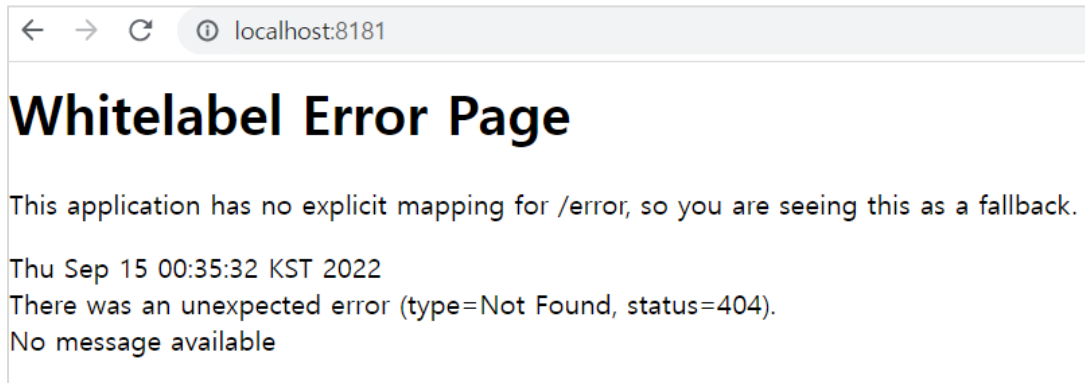 localhost:8181
Whitelabel Error Page
This application has no explicit mapping for /error, so you are seeing this as a fallback.
Thu Sep 15 00:35:32 KST 2022
There was an unexpected error (type=Not Found, status=404).
No message available